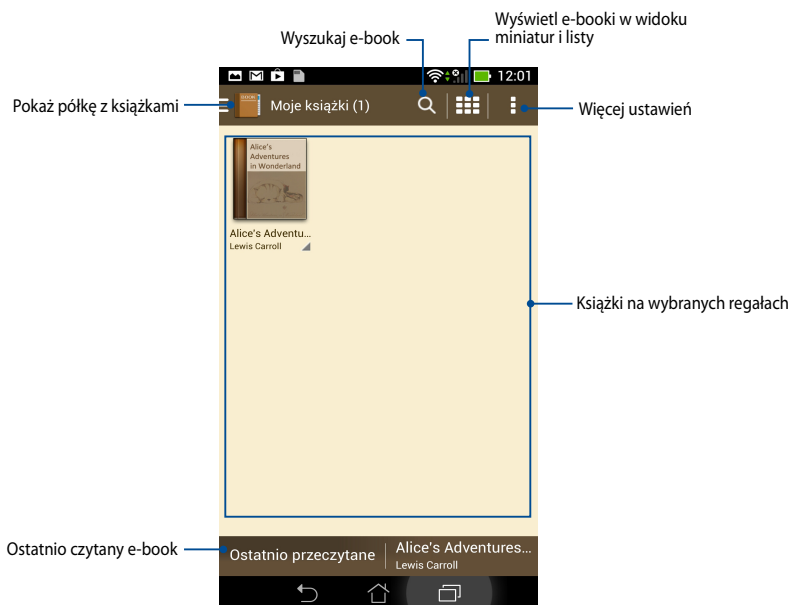 Wyświetl e-booki w widoku
miniatur i listy
Wyszukaj e-book
12:01
Pokaż półkę z książkami
Moje książki (1)
Więcej ustawień
Alice's
Adventures
in Wonderland
Alice's Adventu...
Lewis Carroll
Książki na wybranych regałach
Ostatnio czytany e-book
Ostatnio przeczytane
Alice's Adventures...
Lewis Carroll